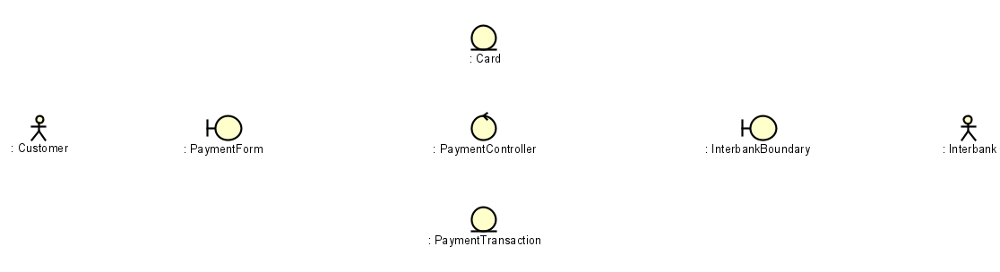 : Card
: Customer
: PaymentForm
: PaymentController
: InterbankBoundary
: Interbank
: PaymentTransaction